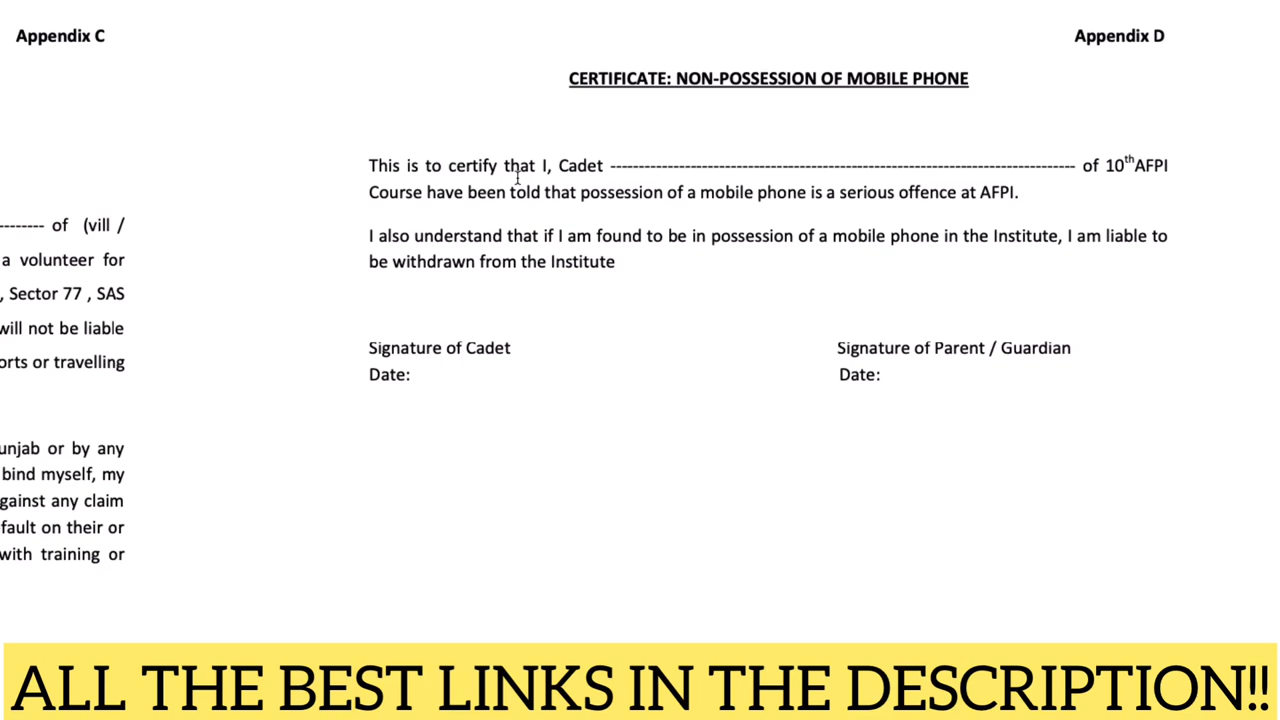 Appendix C
-------- of (vill /
a volunteer for
, Sector 77 , SAS
will not be liable
orts or travelling
unjab or by any
bind myself, my
gainst any claim
fault on their or
with training or
Appendix D
CERTIFICATE: NON-POSSESSION OF MOBILE PHONE
This is to certify that I, Cadet -------------------------------------------------------------------------------- of 10thAFPI
Course have been told that possession of a mobile phone is a serious offence at AFPI.
I also understand that if I am found to be in possession of a mobile phone in the Institute, I am liable to
be withdrawn from the Institute
Signature of Cadet
Date:
Signature of Parent / Guardian
Date:
ALL THE BEST LINKS IN THE DESCRIPTION!!